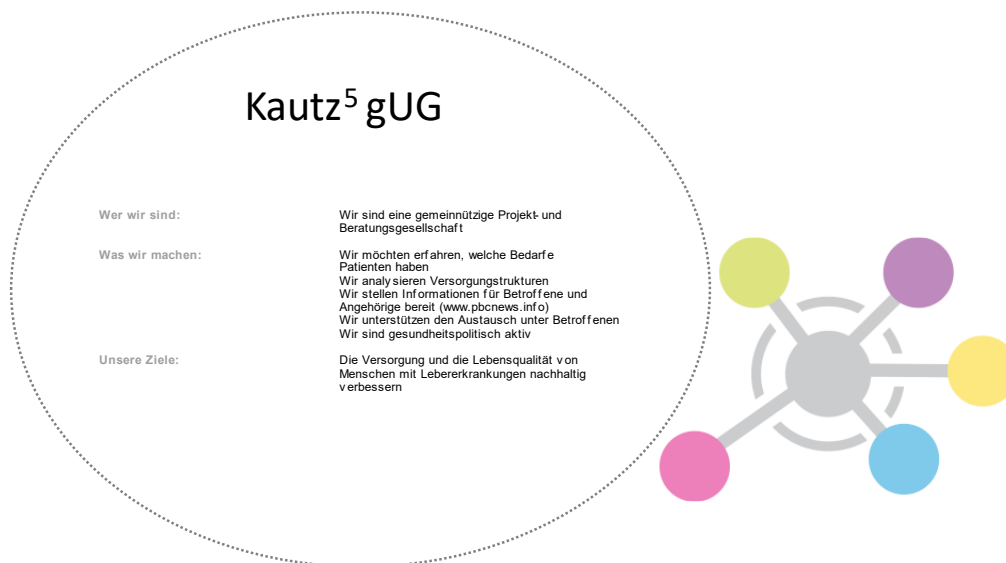 Kautz⁵ gUG
Wer wir sind:
Wir sind eine gemeinnützige Projekt- und
Beratungsgesellschaft
Was wir machen:
Wir möchten erfahren, welche Bedarfe
Patienten haben
Wir analysieren Versorgungstrukturen
Wir stellen Informationen für Betroffene und
Angehörige bereit (www.pbcnews.info)
Wir unterstützen den Austausch unter Betroffenen
Wir sind gesundheitspolitisch aktiv
Unsere Ziele:
Die Versorgung und die Lebensqualität von
Menschen mit Lebererkrankungen nachhaltig
verbessern